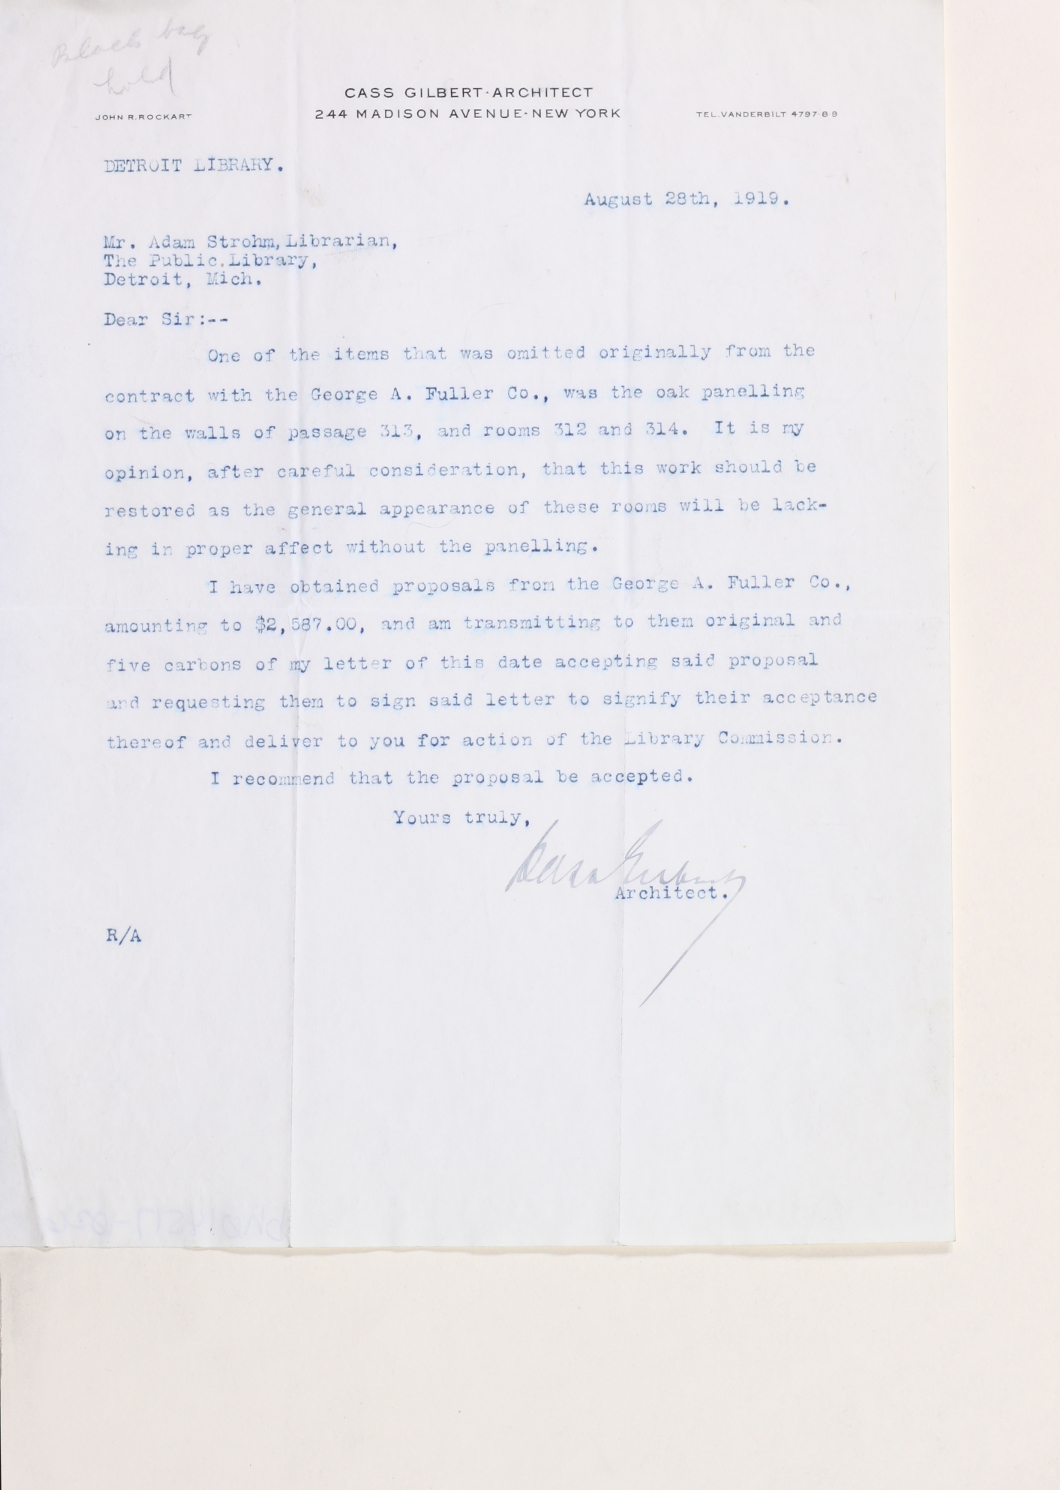 Black bag
hold
CASS GILBERT·ARCHITECT
JOHN R. ROCKART
244 MADISON AVENUE·NEW YORK
TEL. VANDERBILT 4797·8·9
DETROIT LIBRARY.
August 28th, 1919.
Mr. Adam Strohm, Librarian,
The Public Library,
Detroit, Mich.
Dear Sir:--
One of the items that was omitted originally from the
contract with the George A. Fuller Co., was the oak panelling
on the walls of passage 313, and rooms 312 and 314. It is my
opinion, after careful consideration, that this work should be
restored as the general appearance of these rooms will be lack-
ing in proper affect without the panelling.
I have obtained proposals from the George A. Fuller Co.,
amounting to $2,587.00, and am transmitting to them original and
five carbons of my letter of this date accepting said proposal
and requesting them to sign said letter to signify their acceptance
thereof and deliver to you for action of the Library Commission.
I recommend that the proposal be accepted.
Yours truly,
Cass Gilbert
Architect.
R/A